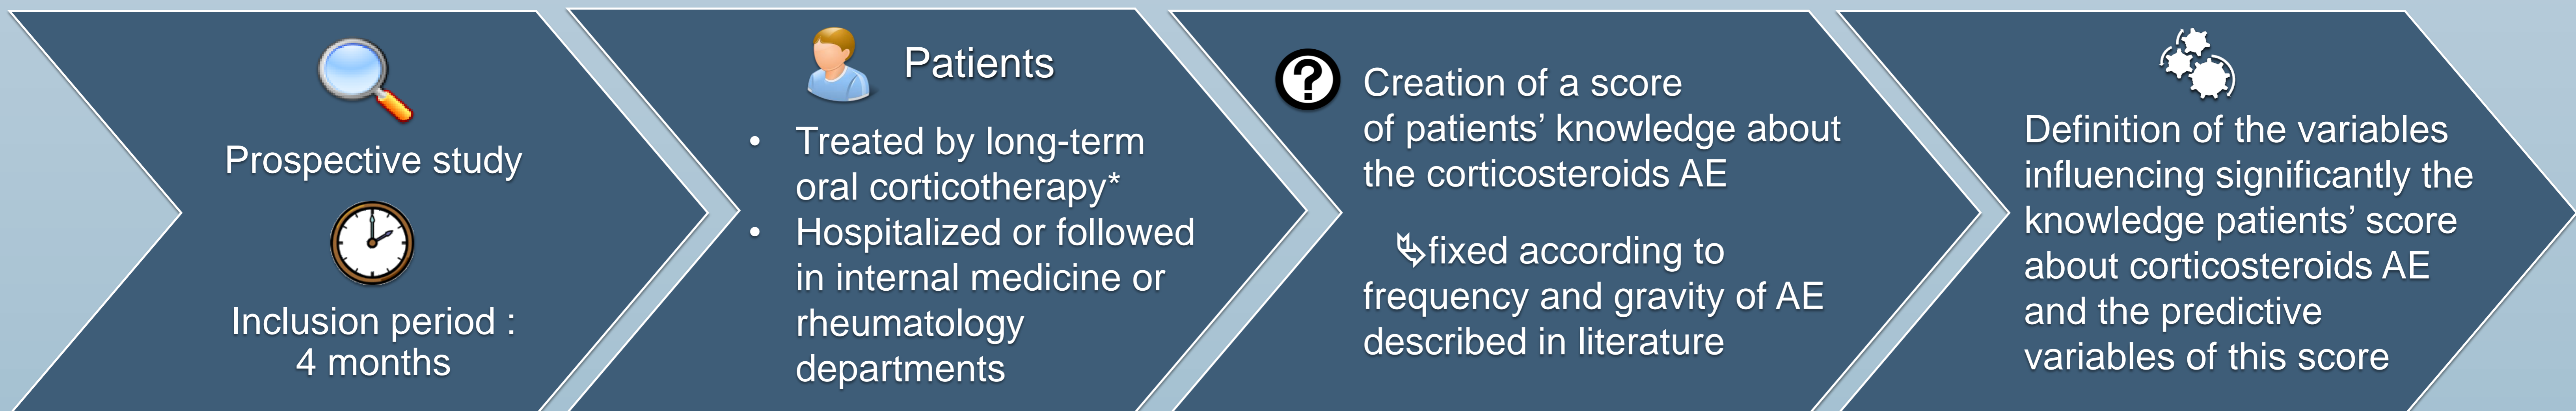 Prospective study
Inclusion period :
4 months
Patients
• Treated by long-term
oral corticotherapy*
• Hospitalized or followed
in internal medicine or
rheumatology
departments
?
Creation of a score
of patients’ knowledge about
the corticosteroids AE
⮡fixed according to
frequency and gravity of AE
described in literature
Definition of the variables
influencing significantly the
knowledge patients’ score
about corticosteroids AE
and the predictive
variables of this score